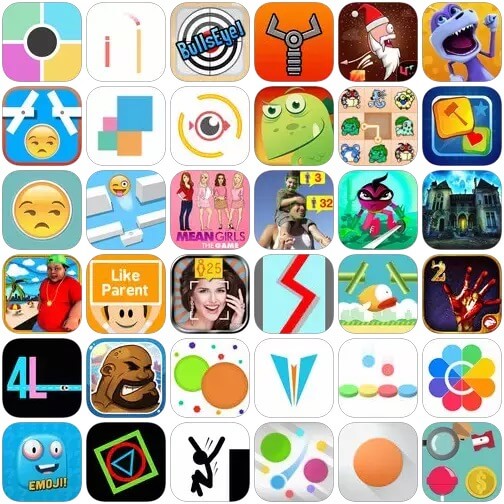 BullsEye!
MEAN GIRLS
THE GAME
3
32
Like
Parent
25
2
4L
EMOJI!